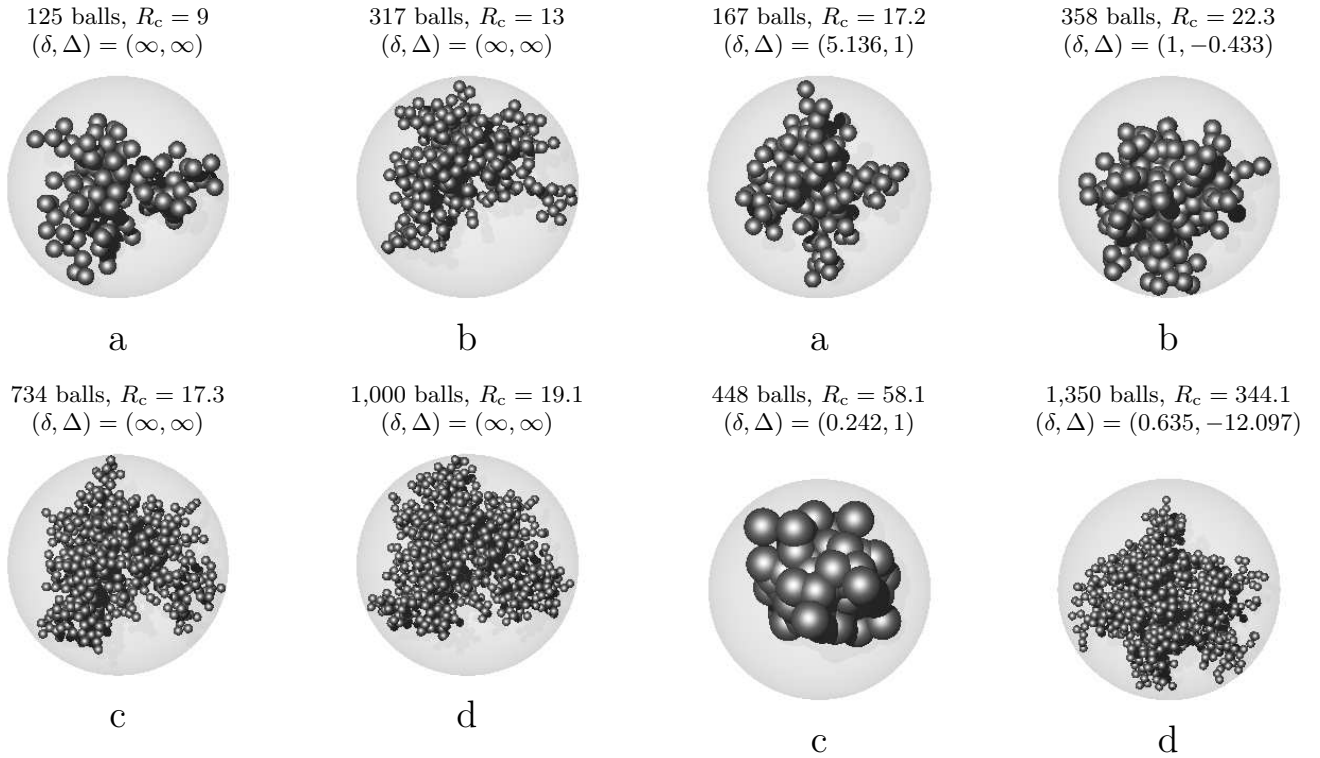 125 balls, R_c = 9
(δ, Δ) = (∞, ∞)
a
317 balls, R_c = 13
(δ, Δ) = (∞, ∞)
b
167 balls, R_c = 17.2
(δ, Δ) = (5.136, 1)
a
358 balls, R_c = 22.3
(δ, Δ) = (1, −0.433)
b
734 balls, R_c = 17.3
(δ, Δ) = (∞, ∞)
c
1,000 balls, R_c = 19.1
(δ, Δ) = (∞, ∞)
d
448 balls, R_c = 58.1
(δ, Δ) = (0.242, 1)
c
1,350 balls, R_c = 344.1
(δ, Δ) = (0.635, −12.097)
d